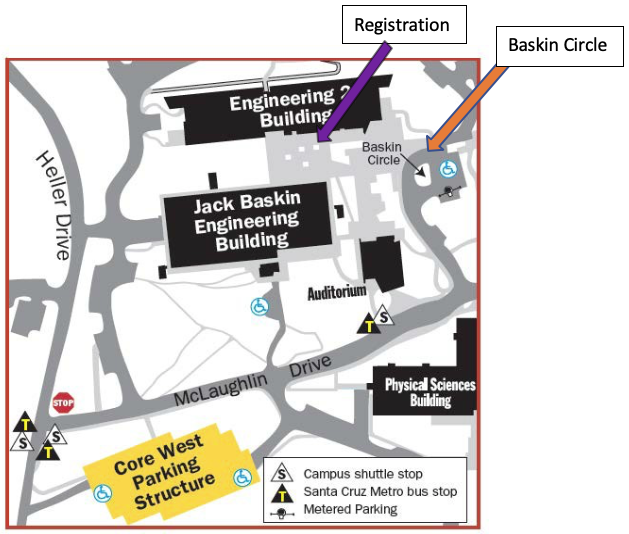 Registration
Baskin Circle
Engineering 2
Building
Baskin
Circle
Heller Drive
Jack Baskin
Engineering
Building
Auditorium
T S
McLaughlin Drive
Physical Sciences
Building
STOP
T
S S
T
Core West
Parking
Structure
S Campus shuttle stop
T Santa Cruz Metro bus stop
Metered Parking